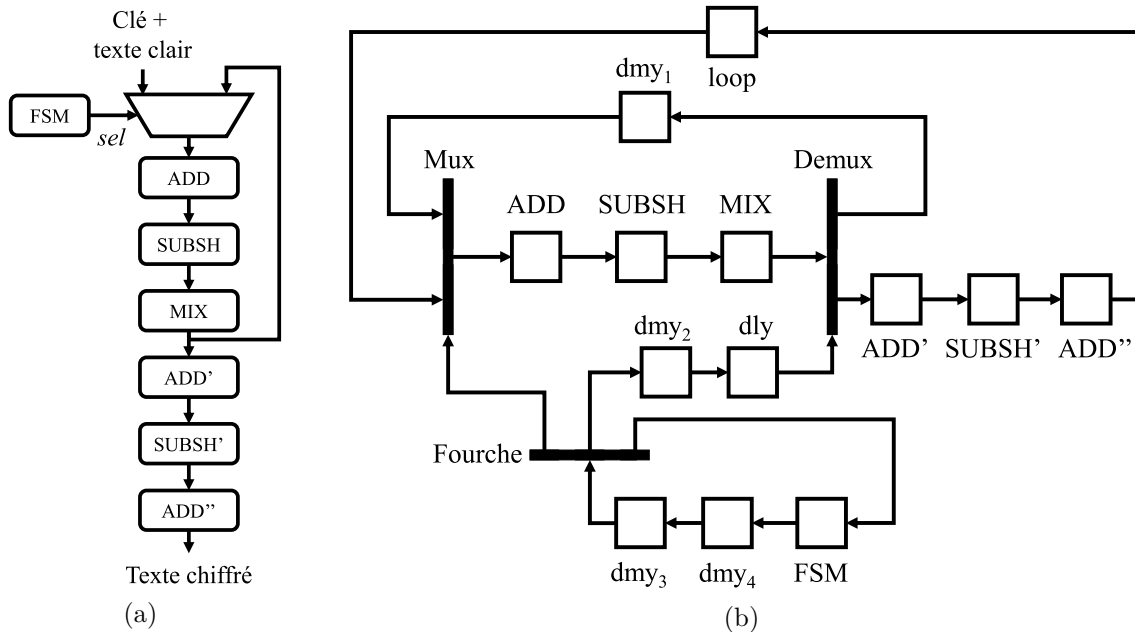 Clé +
texte clair
FSM
sel
ADD
SUBSH
MIX
ADD'
SUBSH'
ADD''
Texte chiffré
(a)
loop
dmy1
Mux
Demux
ADD
SUBSH
MIX
dmy2
dly
ADD'
SUBSH'
ADD''
Fourche
dmy3
dmy4
FSM
(b)